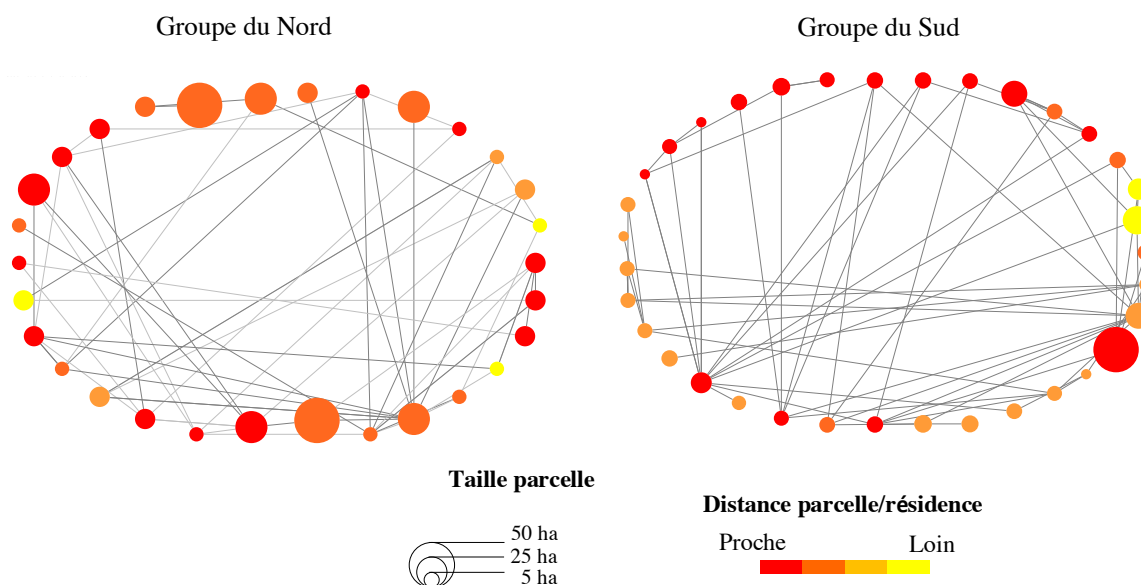 Groupe du Nord
Groupe du Sud
Taille parcelle
50 ha
25 ha
5 ha
Distance parcelle/résidence
Proche
Loin